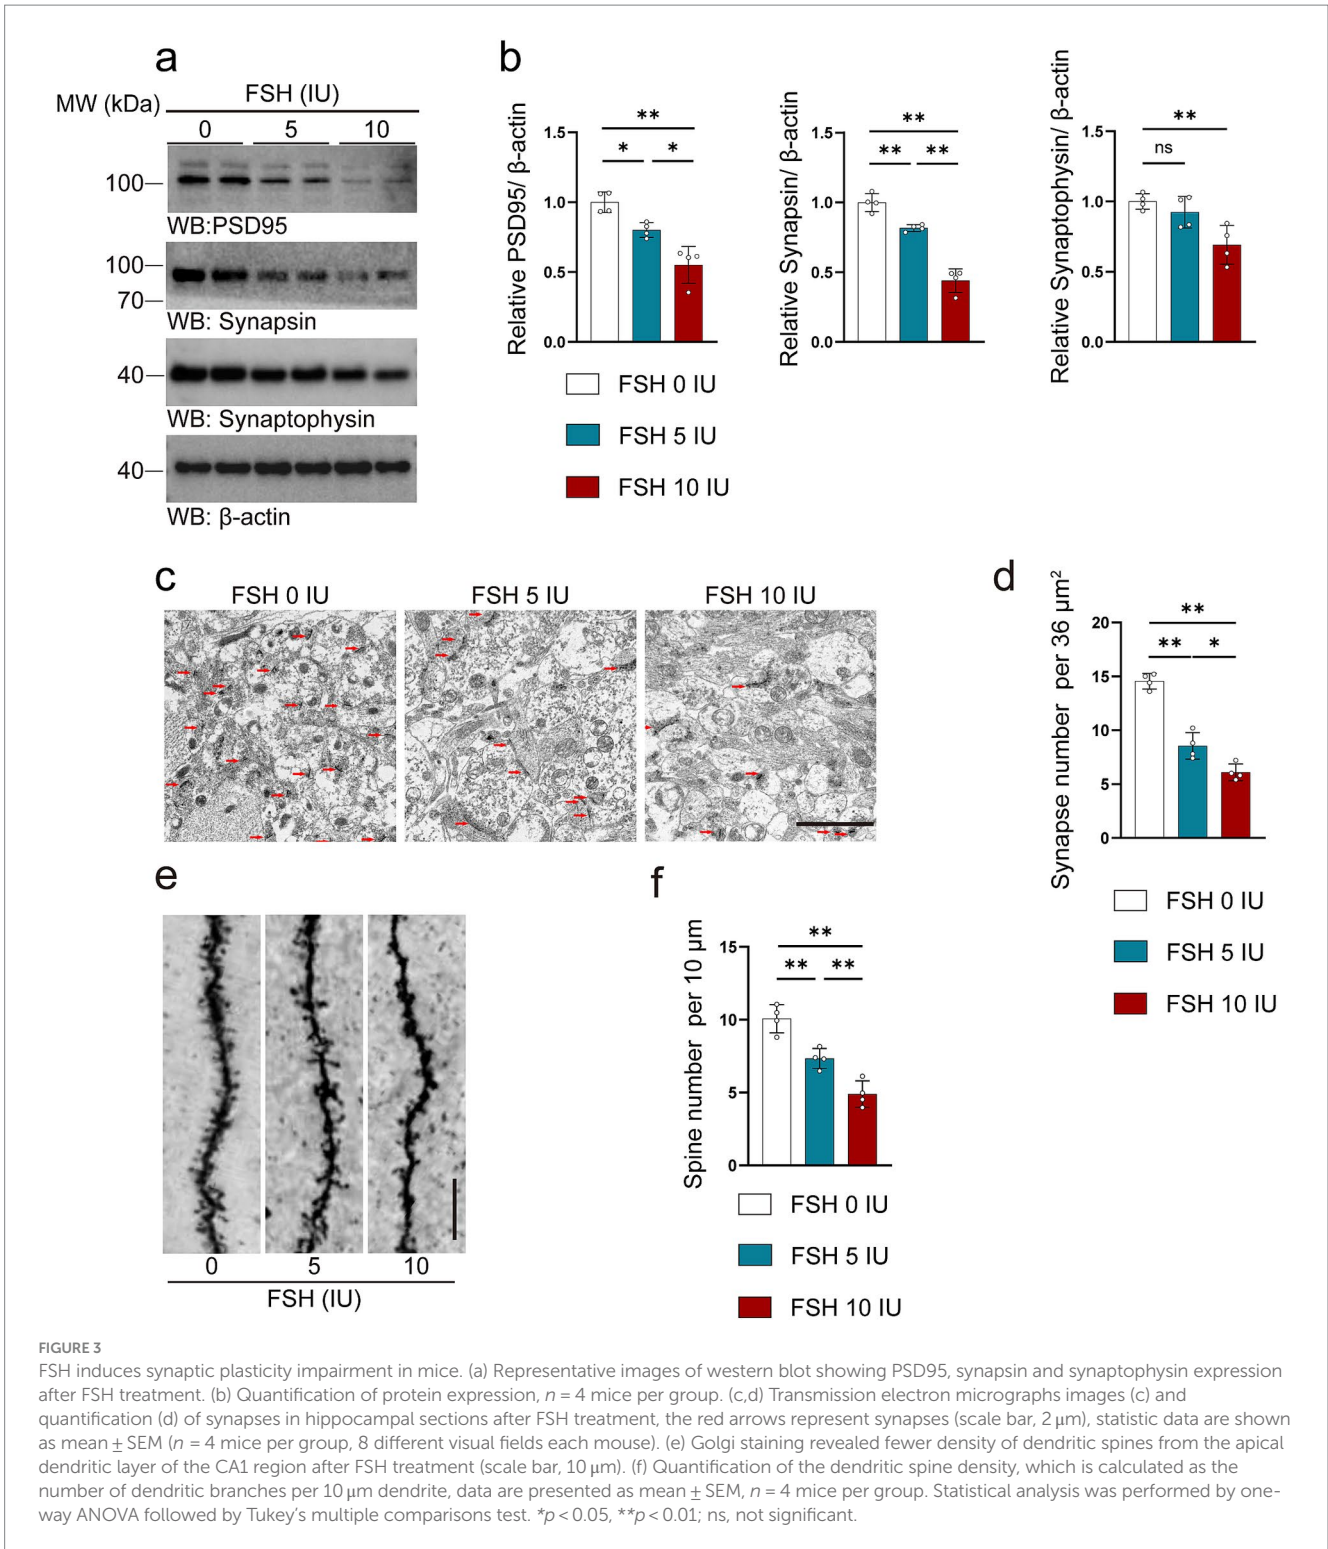 a
FSH (IU)
MW (kDa)
0 5 10
100
WB:PSD95
100
70
WB: Synapsin
40
WB: Synaptophysin
40
WB: β-actin
b
Relative PSD95/ β-actin
1.5
1.0
0.5
0.0
**
* *
Relative Synapsin/ β-actin
1.5
1.0
0.5
0.0
**
** **
Relative Synaptophysin/ β-actin
1.5
1.0
0.5
0.0
**
ns
FSH 0 IU
FSH 5 IU
FSH 10 IU
c
FSH 0 IU FSH 5 IU FSH 10 IU
d
Synapse number per 36 µm²
20
15
10
5
0
**
** *
FSH 0 IU
FSH 5 IU
FSH 10 IU
e
0 5 10
FSH (IU)
f
Spine number per 10 µm
15
10
5
0
**
** **
FSH 0 IU
FSH 5 IU
FSH 10 IU
FIGURE 3
FSH induces synaptic plasticity impairment in mice. (a) Representative images of western blot showing PSD95, synapsin and synaptophysin expression
after FSH treatment. (b) Quantification of protein expression, n = 4 mice per group. (c,d) Transmission electron micrographs images (c) and
quantification (d) of synapses in hippocampal sections after FSH treatment, the red arrows represent synapses (scale bar, 2 µm), statistic data are shown
as mean ± SEM (n = 4 mice per group, 8 different visual fields each mouse). (e) Golgi staining revealed fewer density of dendritic spines from the apical
dendritic layer of the CA1 region after FSH treatment (scale bar, 10 µm). (f) Quantification of the dendritic spine density, which is calculated as the
number of dendritic branches per 10 µm dendrite, data are presented as mean ± SEM, n = 4 mice per group. Statistical analysis was performed by one-
way ANOVA followed by Tukey's multiple comparisons test. *p < 0.05, **p < 0.01; ns, not significant.